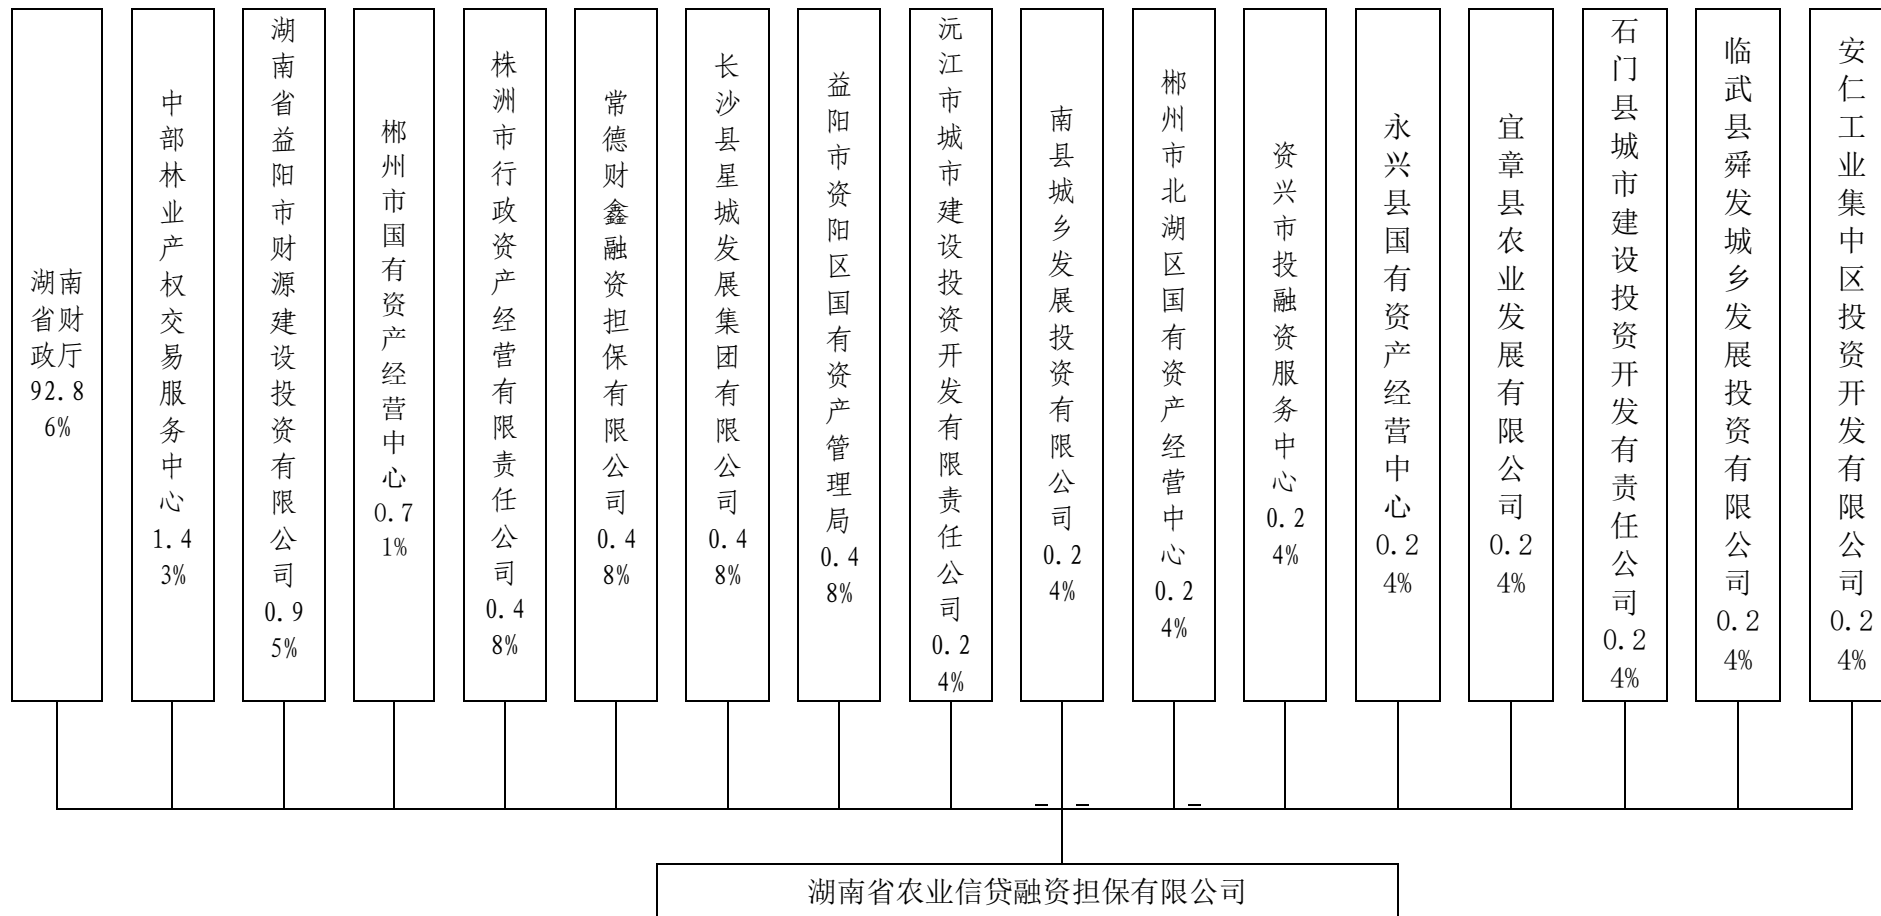 湖南省财政厅92.86%
中部林业产权交易服务中心1.43%
湖南省益阳市财源建设投资有限公司0.95%
郴州市国有资产经营中心0.71%
株洲市行政资产经营有限责任公司0.48%
常德财鑫融资担保有限公司0.48%
长沙县星城发展集团有限公司0.48%
益阳市资阳区国有资产管理局0.48%
沅江市城市建设投资开发有限责任公司0.24%
南县城乡发展投资有限公司0.24%
郴州市北湖区国有资产经营中心0.24%
资兴市投融资服务中心0.24%
永兴县国有资产经营中心0.24%
宜章县农业发展有限公司0.24%
石门县城市建设投资开发有责任公司0.24%
临武县舜发城乡发展投资有限公司0.24%
安仁工业集中区投资开发有限公司0.24%
湖南省农业信贷融资担保有限公司